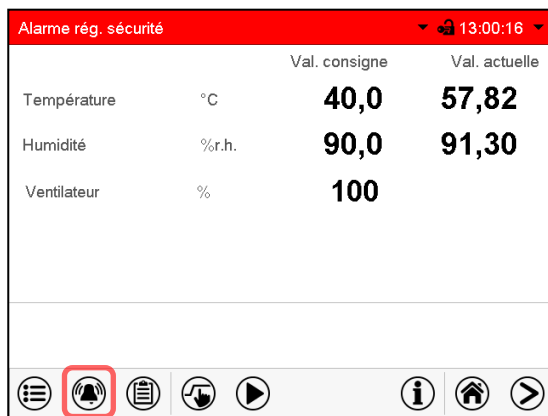 Alarme rég. sécurité 13:00:16
Val. consigne Val. actuelle
Température °C 40,0 57,82
Humidité %r.h. 90,0 91,30
Ventilateur % 100